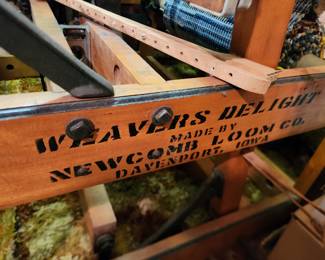 WEAVERS DELIGHT
MADE BY
NEWCOMB LOOM CO.
DAVENPORT, IOWA